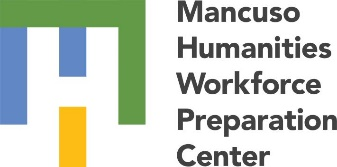 Mancuso
Humanities
Workforce
Preparation
Center